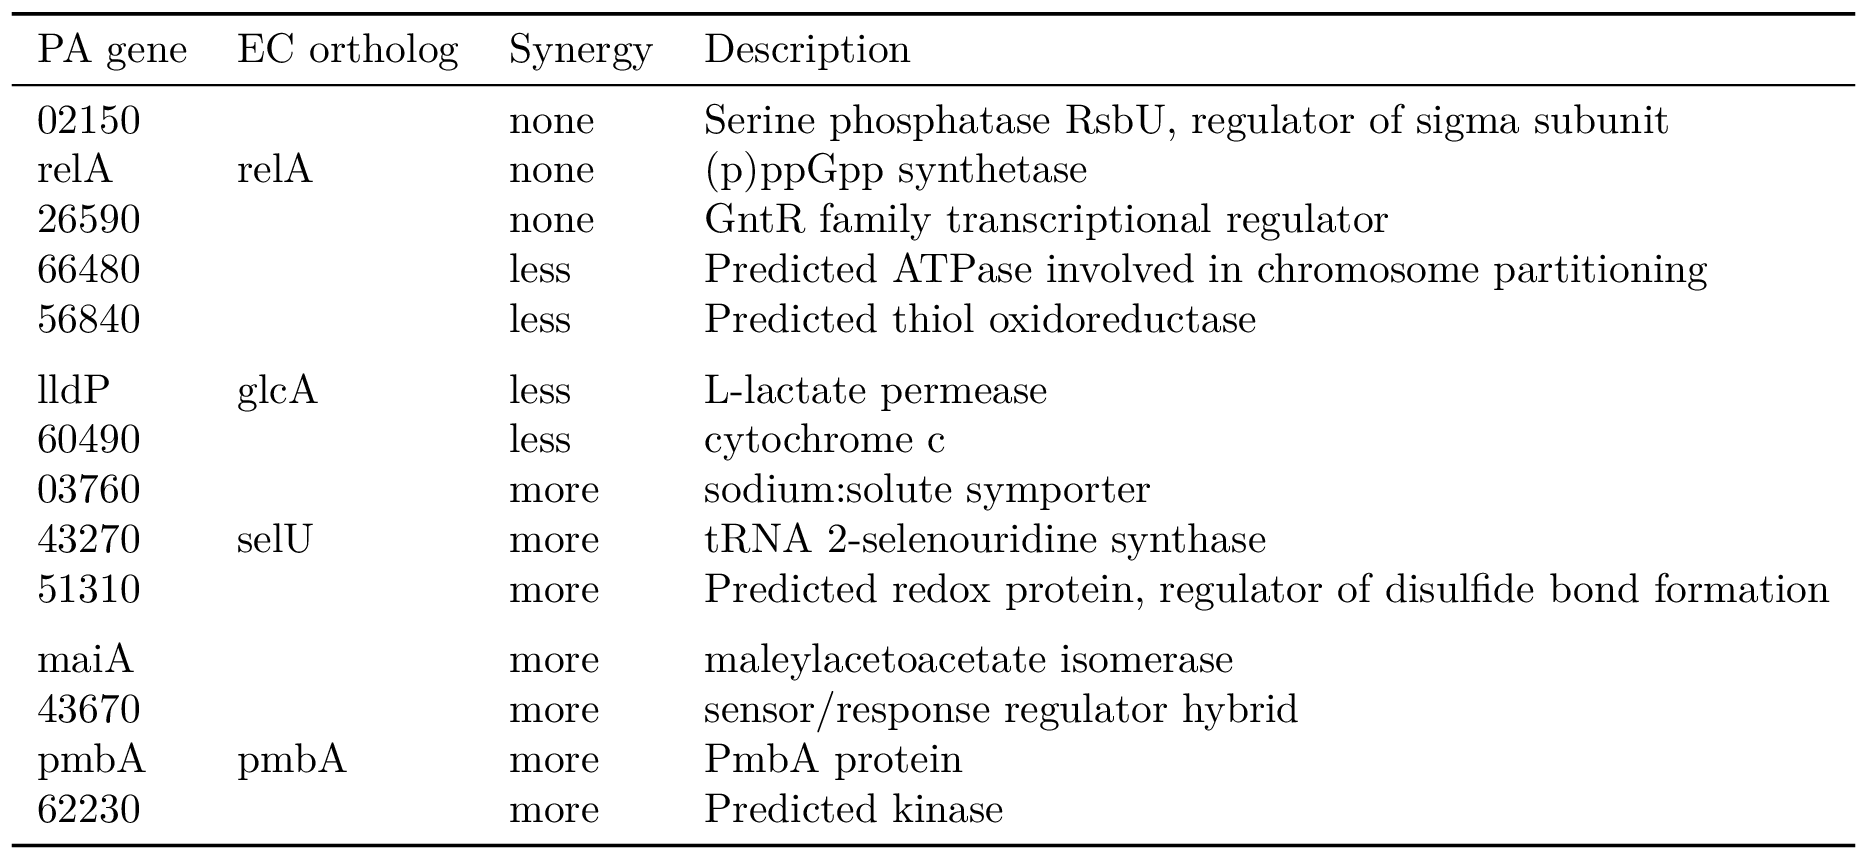 PA gene EC ortholog Synergy Description
02150 none Serine phosphatase RsbU, regulator of sigma subunit
relA relA none (p)ppGpp synthetase
26590 none GntR family transcriptional regulator
66480 less Predicted ATPase involved in chromosome partitioning
56840 less Predicted thiol oxidoreductase
lldP glcA less L-lactate permease
60490 less cytochrome c
03760 more sodium:solute symporter
43270 selU more tRNA 2-selenouridine synthase
51310 more Predicted redox protein, regulator of disulfide bond formation
maiA more maleylacetoacetate isomerase
43670 more sensor/response regulator hybrid
pmbA pmbA more PmbA protein
62230 more Predicted kinase